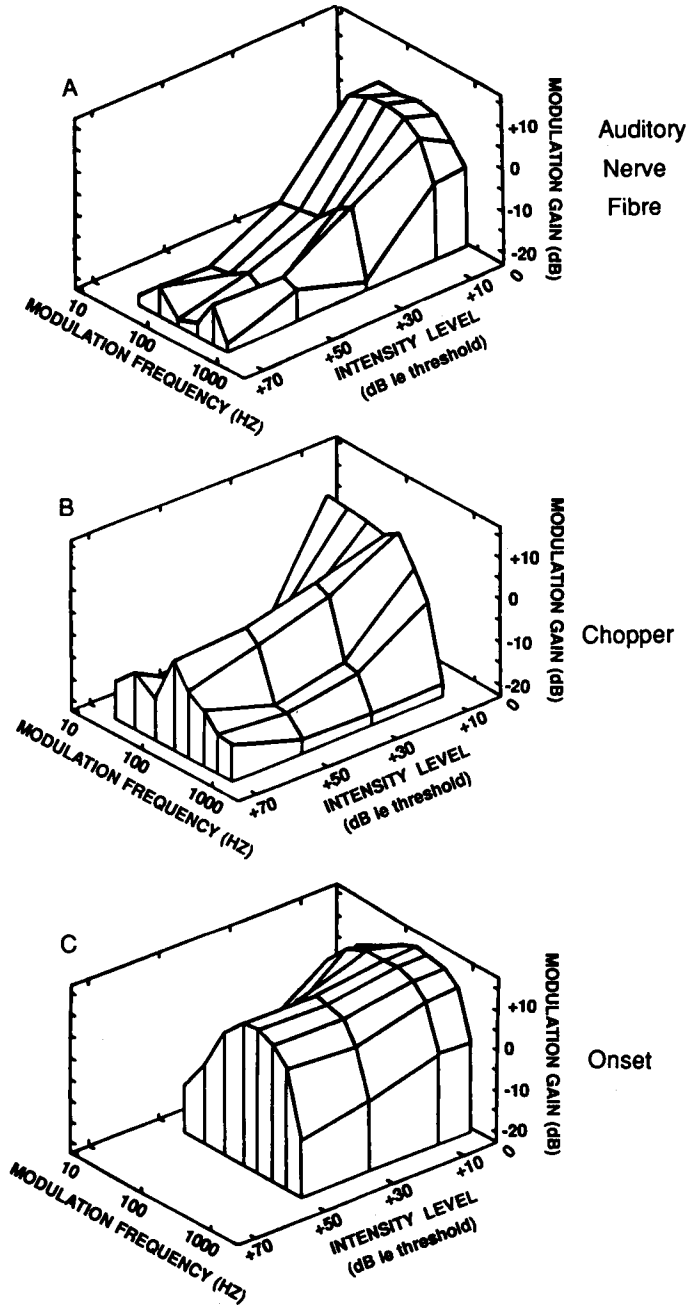 A
MODULATION GAIN (dB)
+10
0
-10
-20
0
+10
+30
+50
+70
INTENSITY LEVEL
(dB le threshold)
10
100
1000
MODULATION FREQUENCY (HZ)
Auditory
Nerve
Fibre
B
MODULATION GAIN (dB)
+10
0
-10
-20
0
+10
+30
+50
+70
INTENSITY LEVEL
(dB le threshold)
10
100
1000
MODULATION FREQUENCY (HZ)
Chopper
C
MODULATION GAIN (dB)
+10
0
-10
-20
0
+10
+30
+50
+70
INTENSITY LEVEL
(dB le threshold)
10
100
1000
MODULATION FREQUENCY (HZ)
Onset